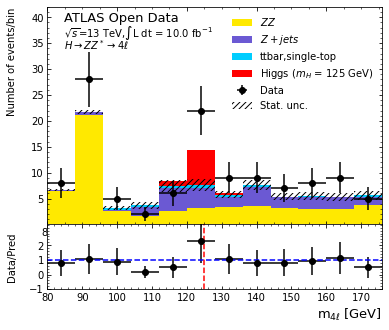 ATLAS Open Data
√s=13 TeV,∫L dt = 10.0 fb⁻¹
H → ZZ* → 4ℓ
ZZ
Z + jets
ttbar,single-top
Higgs (m_H = 125 GeV)
Data
Stat. unc.
Number of events/bin
40
35
30
25
20
15
10
5
Data/Pred
8
2
1
0
−1
80 90 100 110 120 130 140 150 160 170
m_4ℓ [GeV]